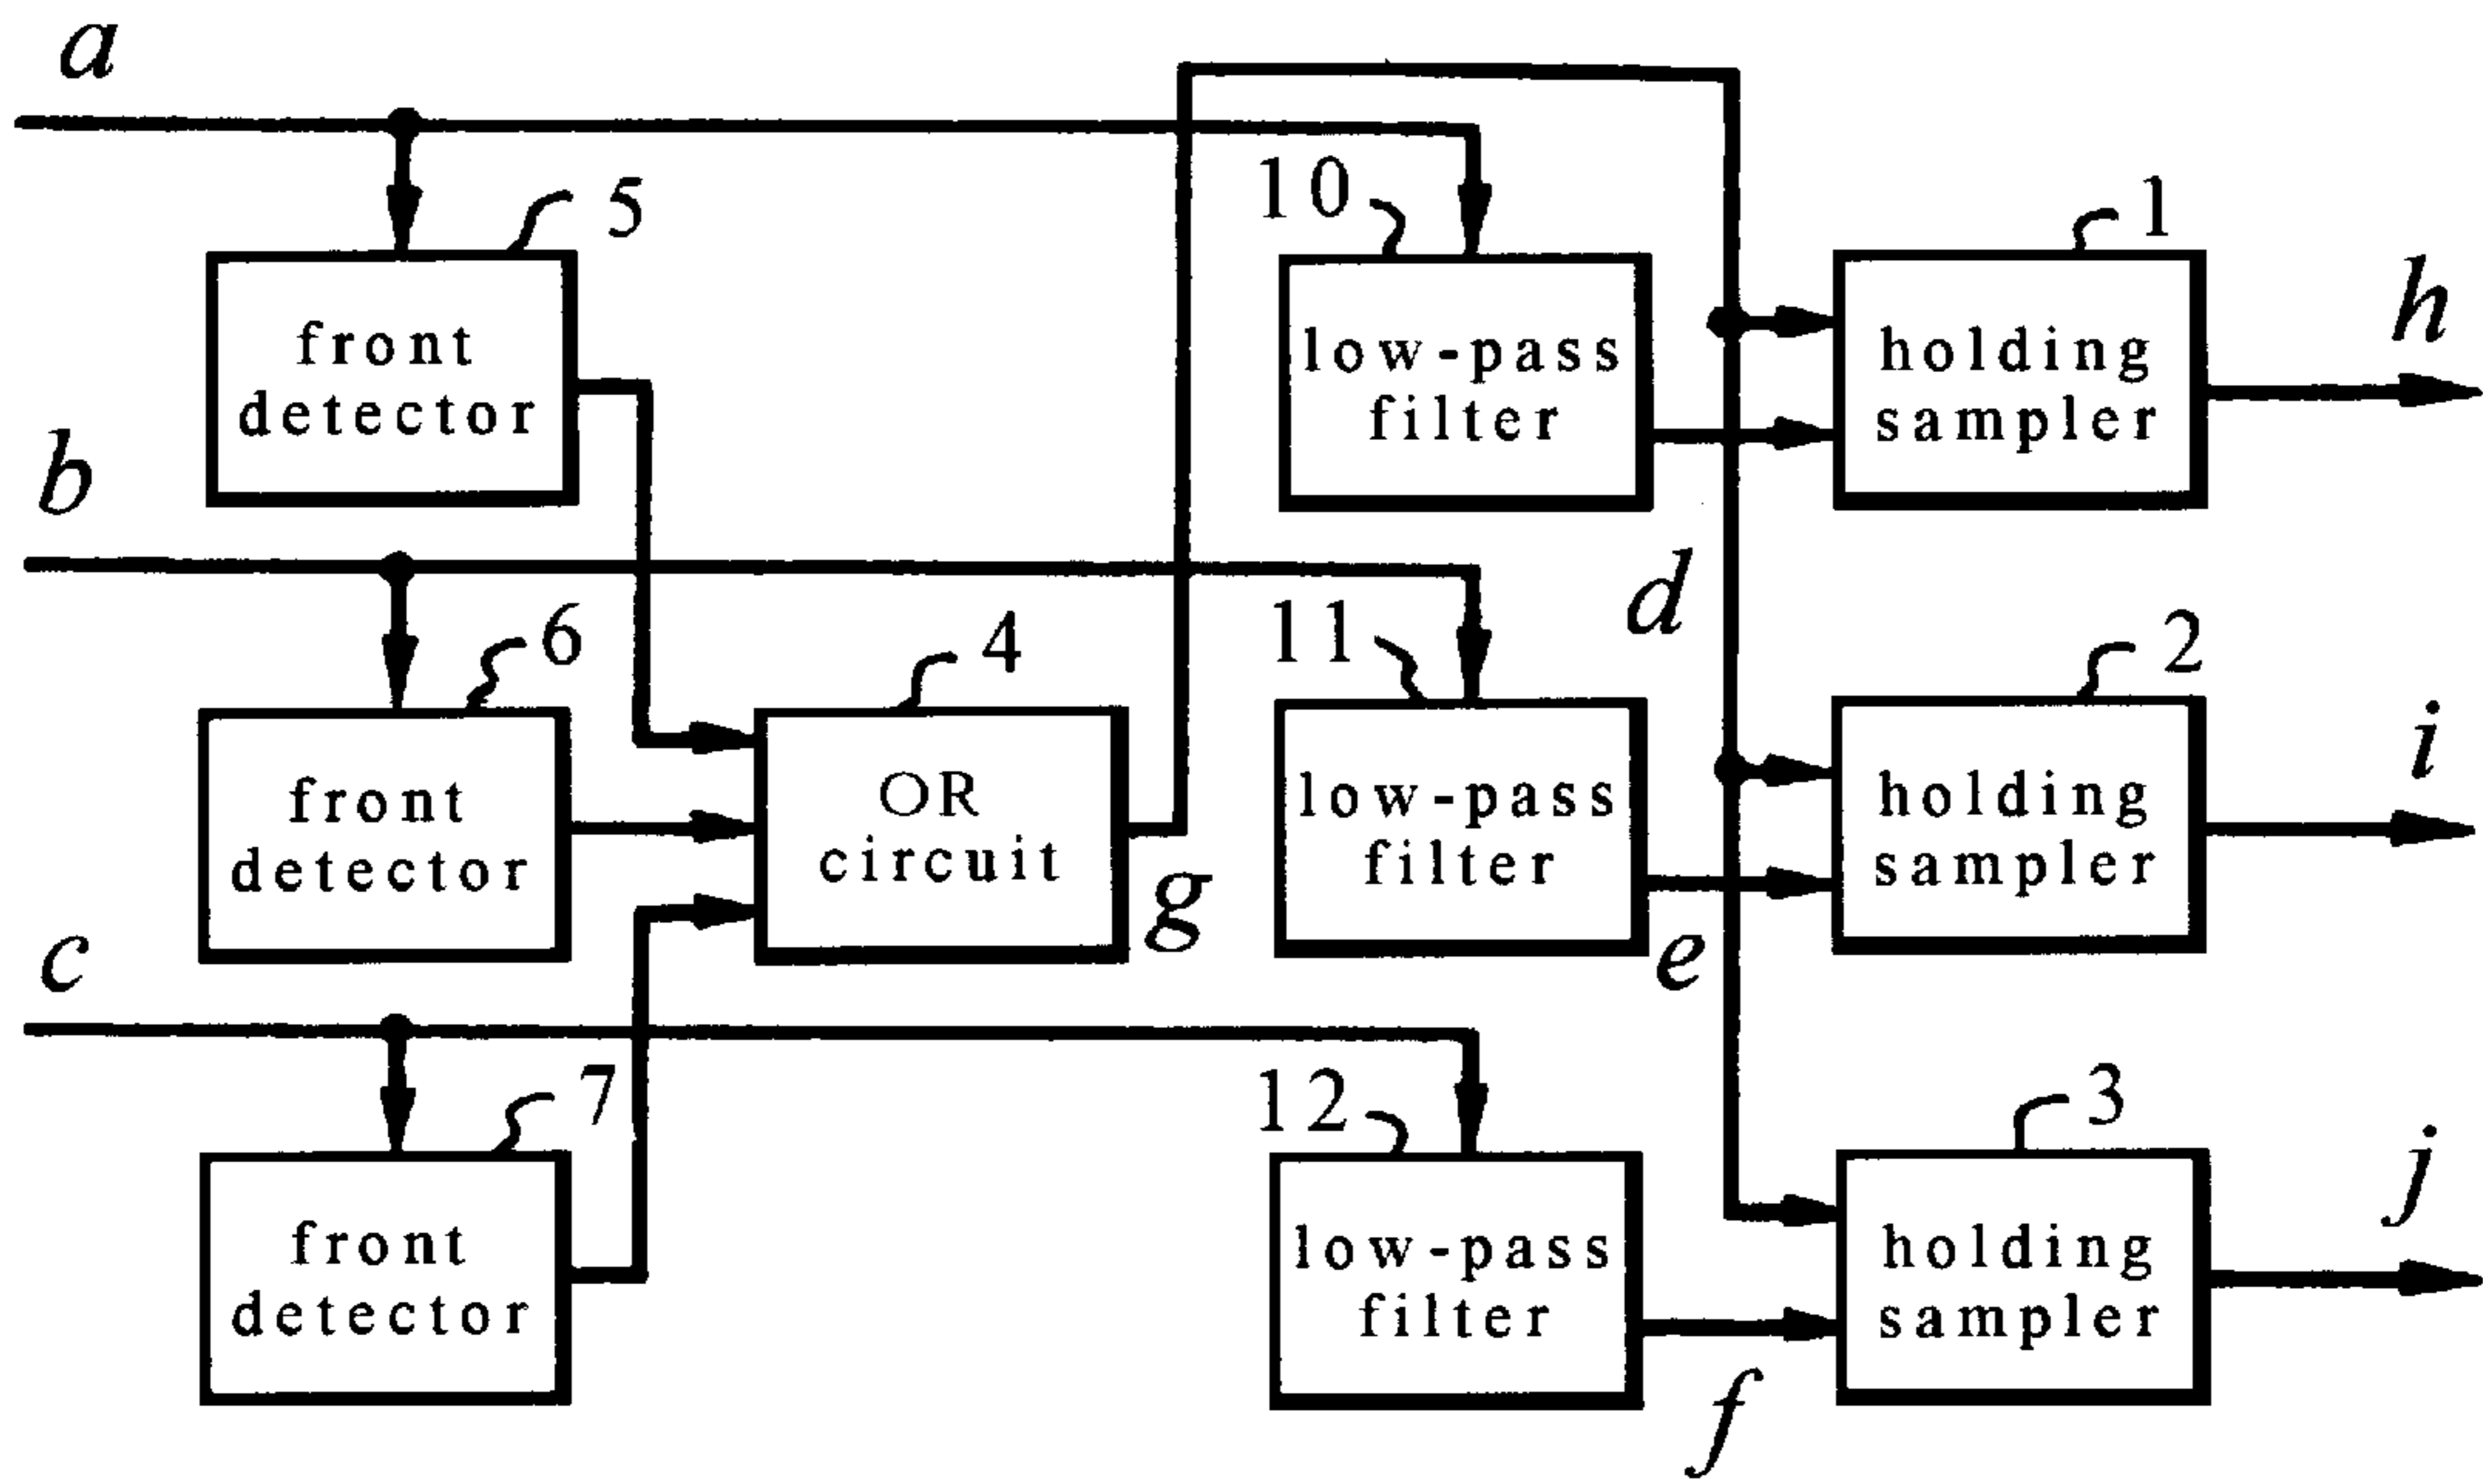 a
5
front
detector
10
low-pass
filter
1
holding
sampler
h
b
6
front
detector
4
OR
circuit
g
11
low-pass
filter
d
2
holding
sampler
i
c
7
front
detector
12
low-pass
filter
e
3
holding
sampler
j
f